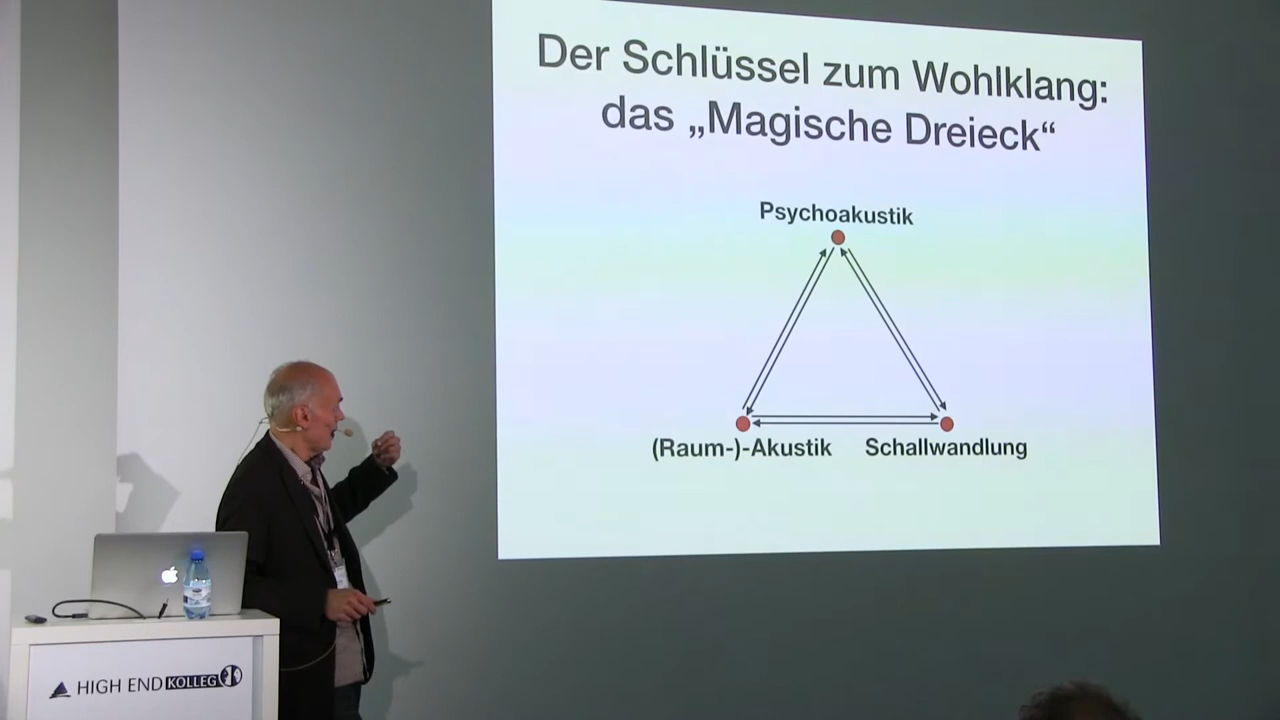 Der Schlüssel zum Wohlklang:
das „Magische Dreieck“
Psychoakustik
(Raum-)-Akustik
Schallwandlung
HIGH END KOLLEG